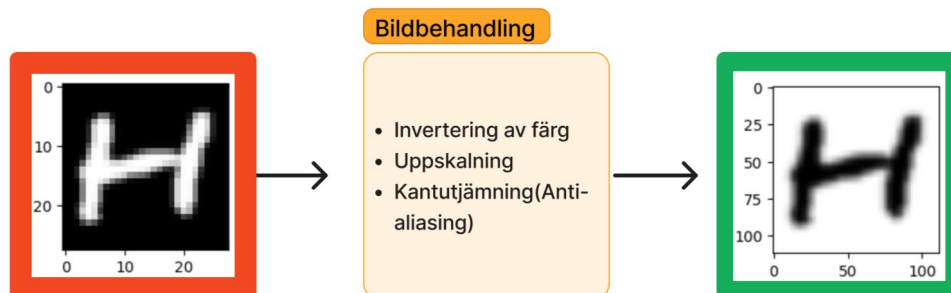 Bildbehandling
0
10
20
0 10 20
H
• Invertering av färg
• Uppskalning
• Kantutjämning(Anti-
aliasing)
0
25
50
75
100
0 50 100
H